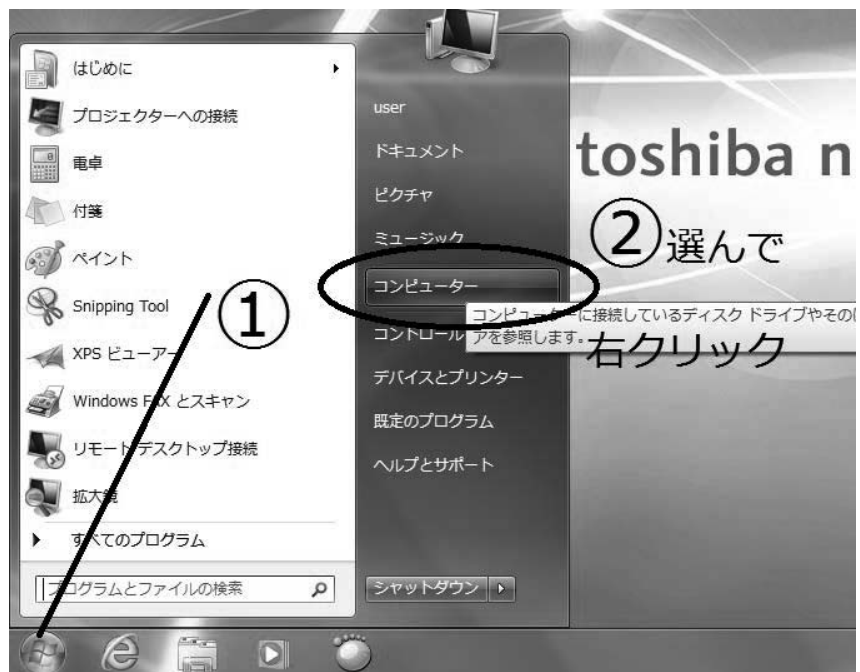 はじめに
プロジェクターへの接続
電卓
付箋
ペイント
Snipping Tool
XPS ビューアー
Windows FAX とスキャン
リモート デスクトップ接続
拡大鏡
すべてのプログラム
プログラムとファイルの検索
①
user
ドキュメント
ピクチャ
ミュージック
コンピューター
コントロール
デバイスとプリンター
既定のプログラム
ヘルプとサポート
シャットダウン
toshiba n
②選んで
コンピューターに接続しているディスク ドライブやそのほ
アを参照します。
右クリック